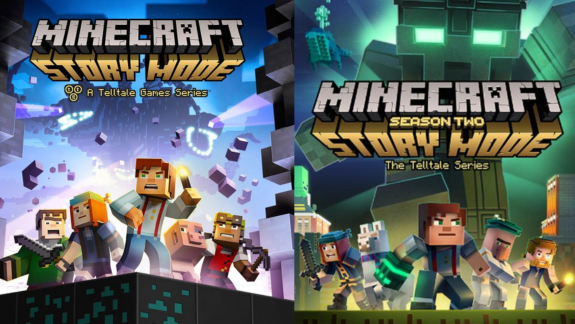 MINECRAFT
STORY MODE
A Telltale Games Series
MINECRAFT
SEASON TWO
STORY MODE
The Telltale Series